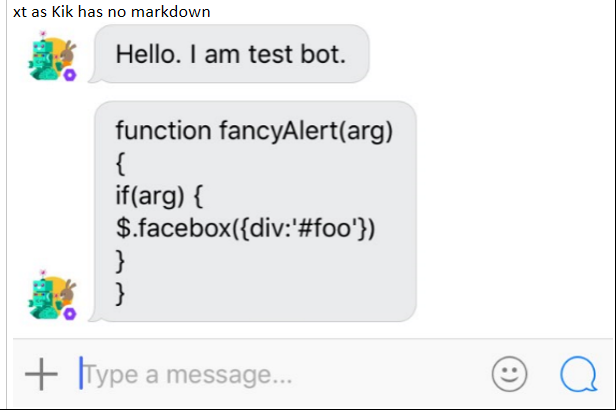 xt as Kik has no markdown
Hello. I am test bot.
function fancyAlert(arg)
{
if(arg) {
$.facebox({div:'#foo'})
}
}
Type a message...